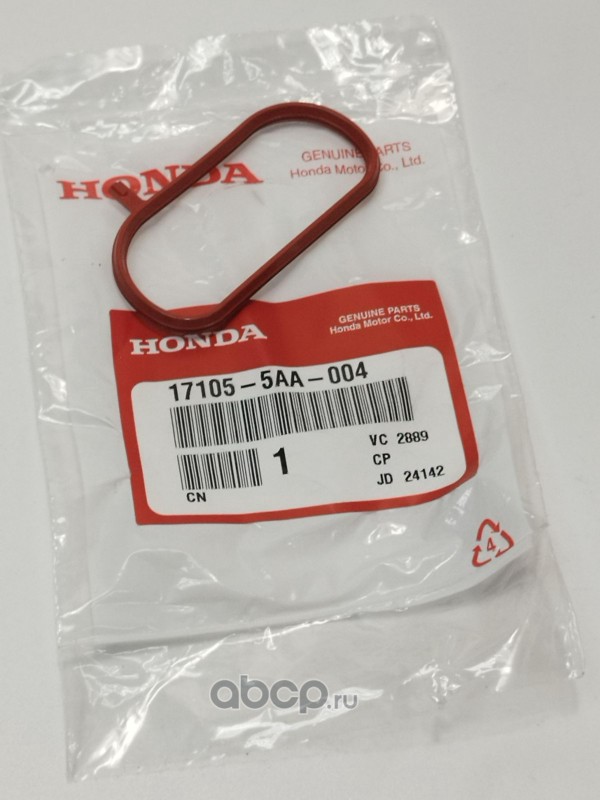 HONDA
GENUINE PARTS
Honda Motor Co., Ltd.
HONDA
GENUINE PARTS
Honda Motor Co., Ltd.
17105-5AA-004
1
VC 2889
CP
JD 24142
CN
4
abcp.ru